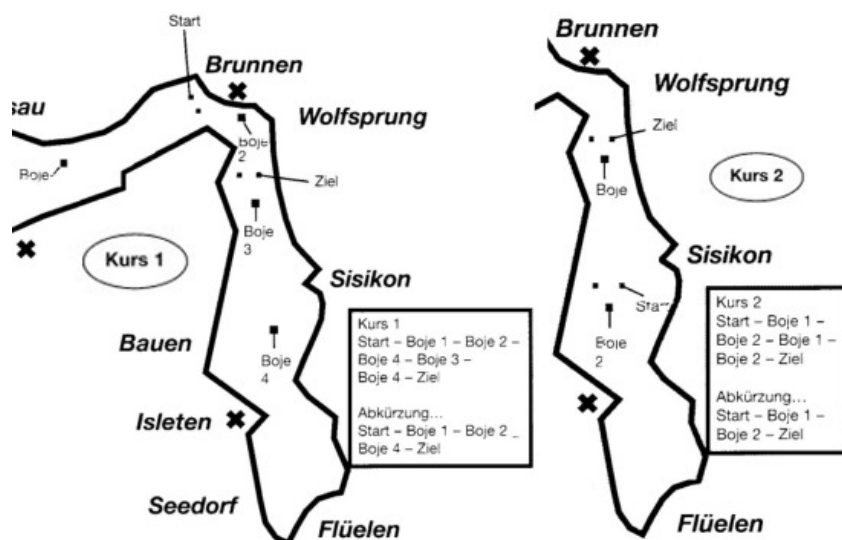 Start
Brunnen
sau
Wolfsprung
Boje
2
Boje
Ziel
Boje
3
Kurs 1
Sisikon
Bauen
Boje
4
Kurs 1
Start – Boje 1 – Boje 2 –
Boje 4 – Boje 3 –
Boje 4 – Ziel
Abkürzung...
Start – Boje 1 – Boje 2 –
Boje 4 – Ziel
Isleten
Seedorf
Flüelen
Brunnen
Wolfsprung
Ziel
Boje
Kurs 2
Sisikon
Start
Boje
2
Kurs 2
Start – Boje 1 –
Boje 2 – Boje 1 –
Boje 2 – Ziel
Abkürzung...
Start – Boje 1 –
Boje 2 – Ziel
Flüelen